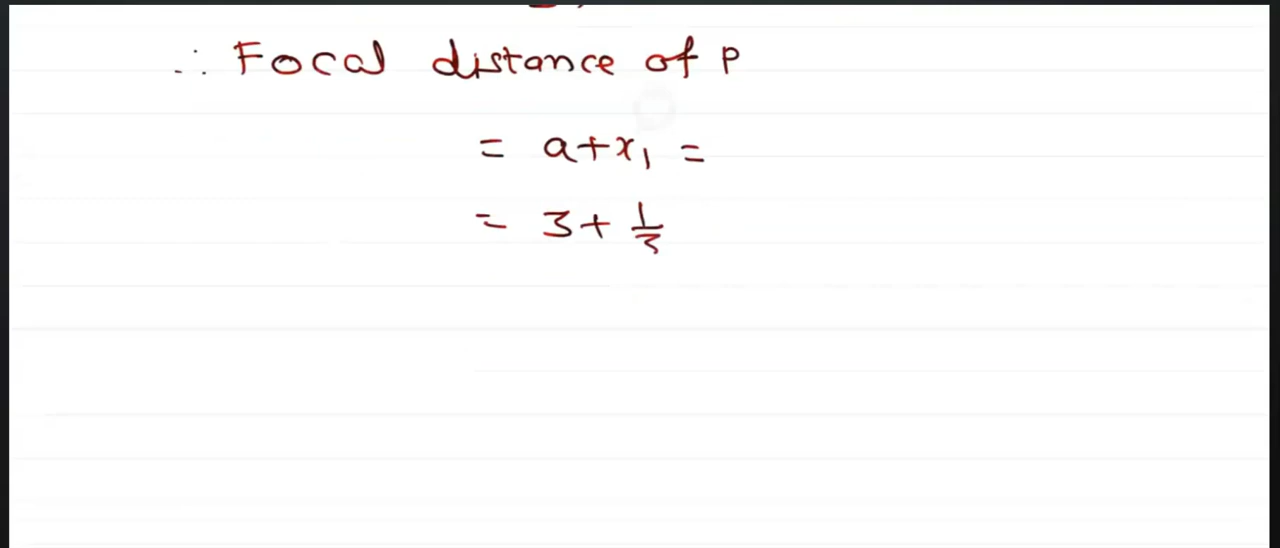 ∴ Focal distance of P
= a+x₁ =
= 3+ 1/3